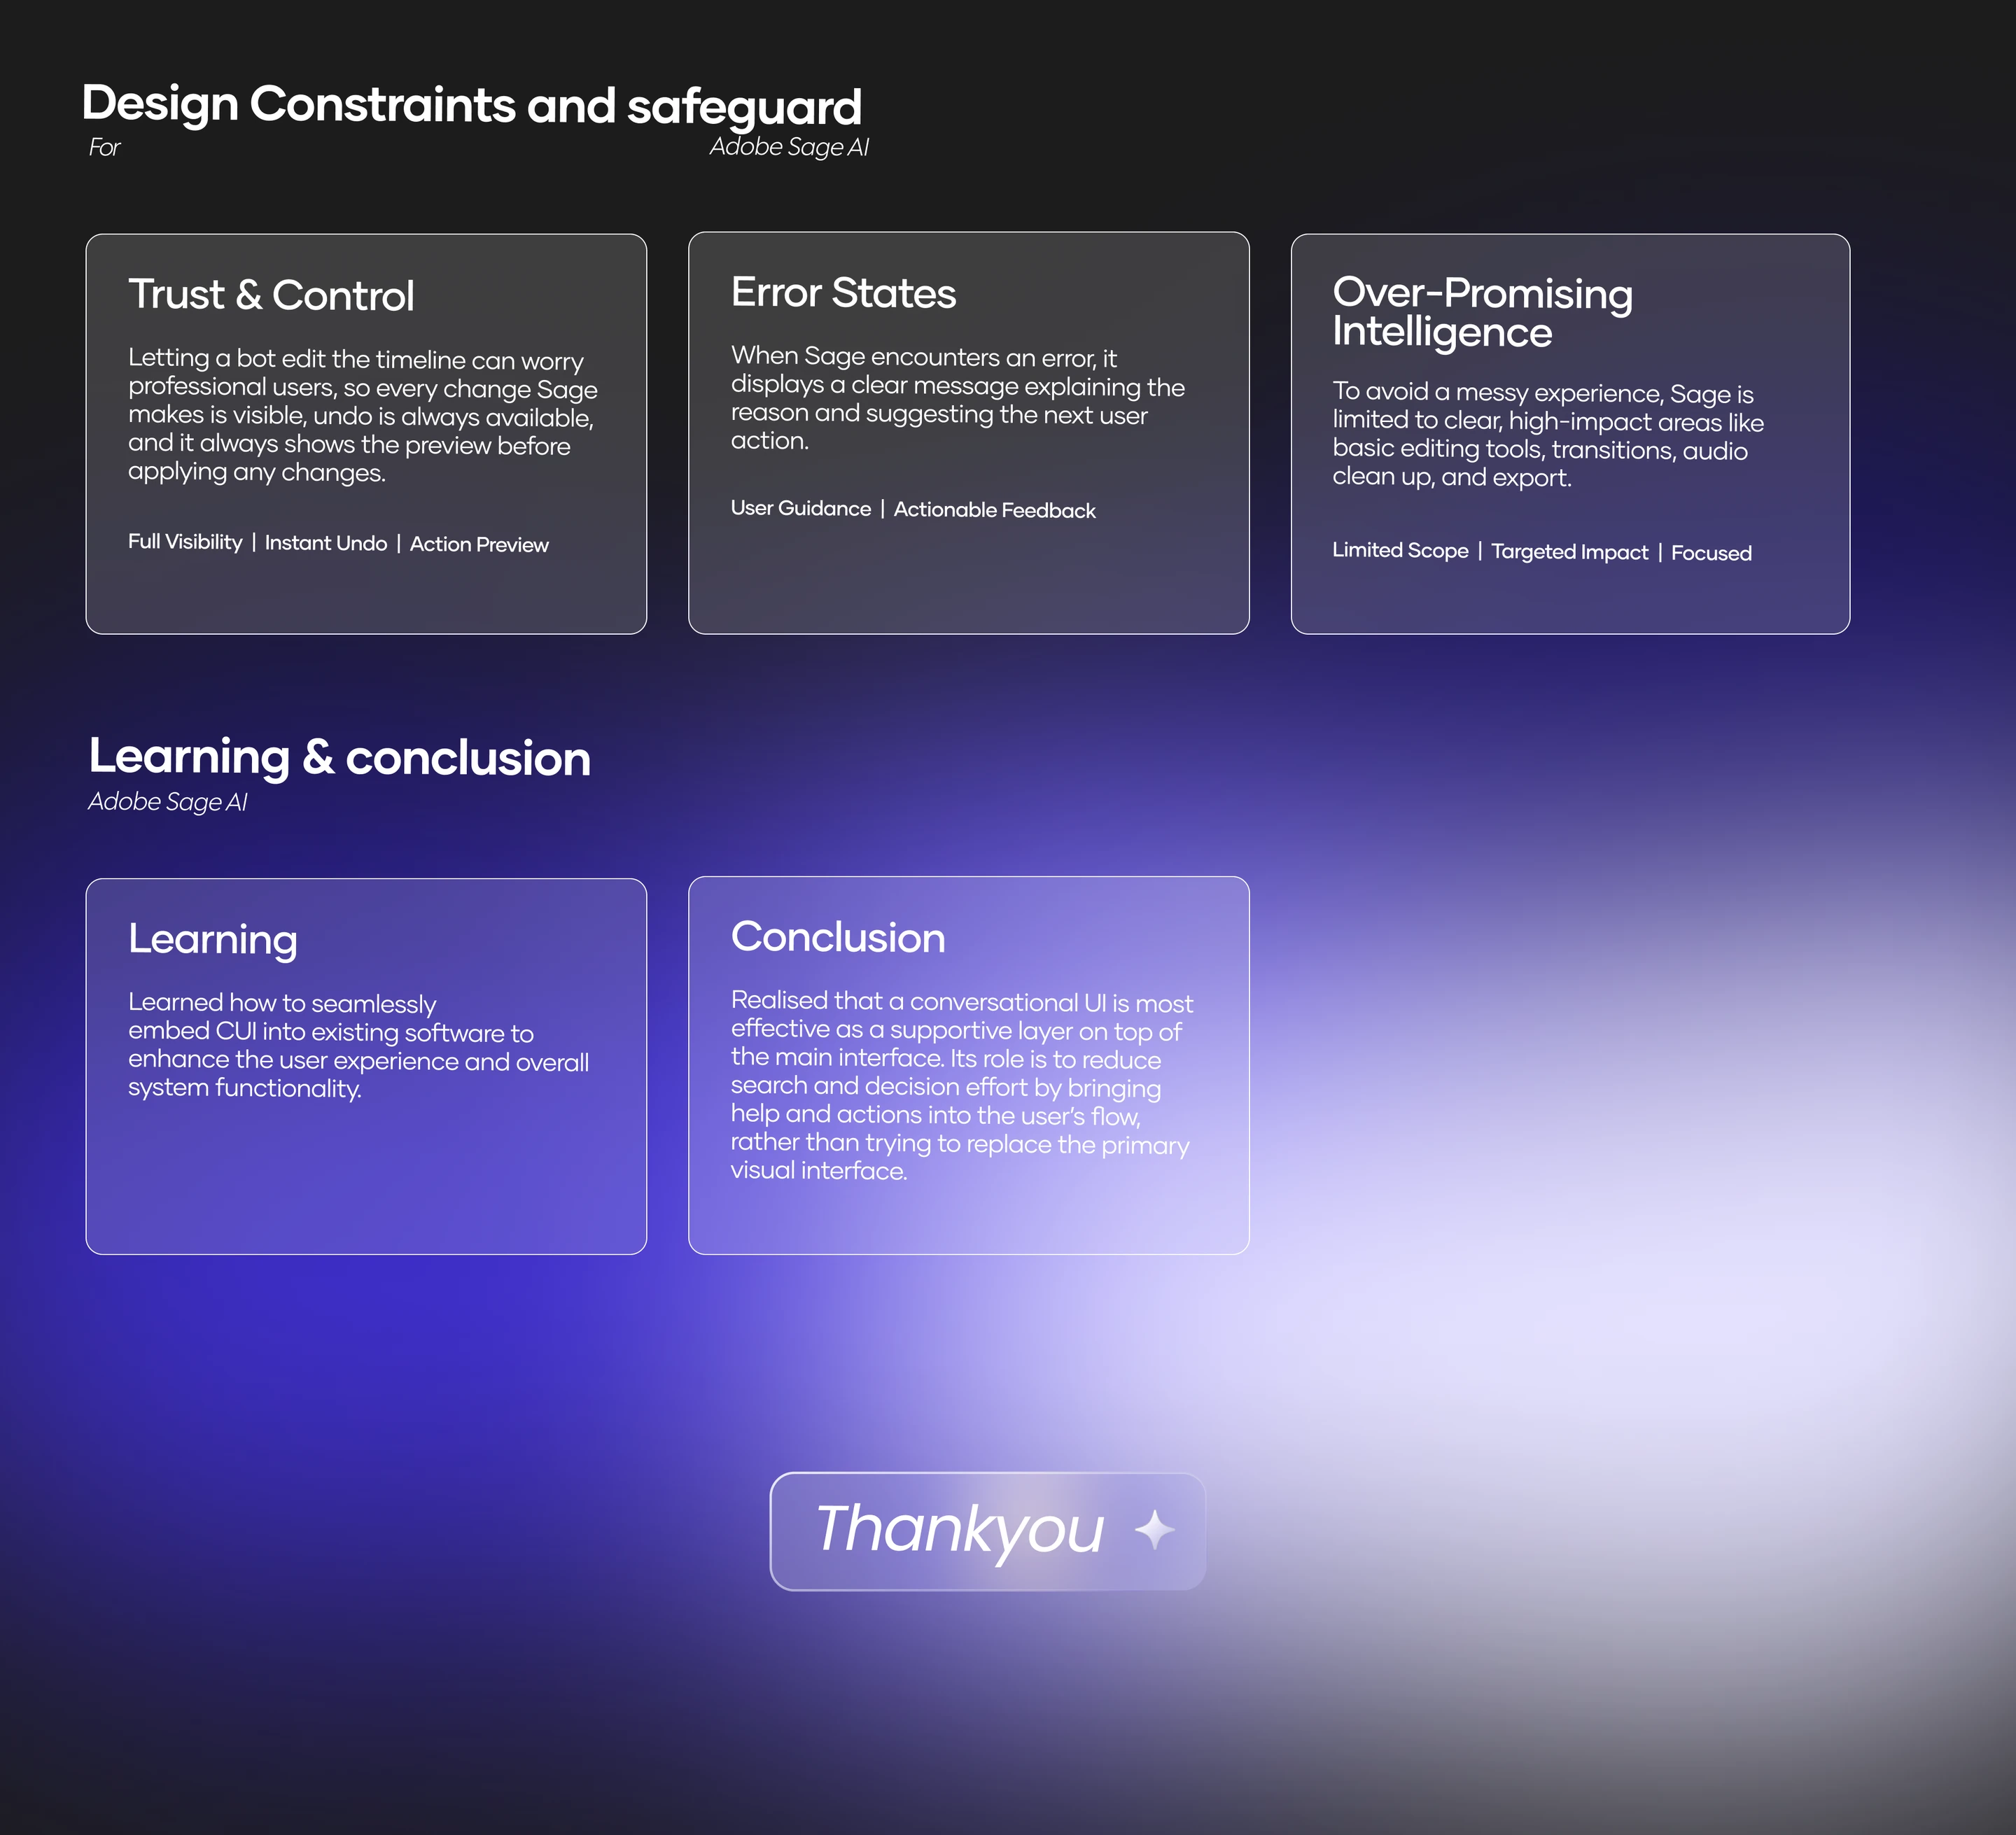 Design Constraints and safeguard
For Adobe Sage AI
Trust & Control
Letting a bot edit the timeline can worry
professional users, so every change Sage
makes is visible, undo is always available,
and it always shows the preview before
applying any changes.
Full Visibility | Instant Undo | Action Preview
Error States
When Sage encounters an error, it
displays a clear message explaining the
reason and suggesting the next user
action.
User Guidance | Actionable Feedback
Over-Promising
Intelligence
To avoid a messy experience, Sage is
limited to clear, high-impact areas like
basic editing tools, transitions, audio
clean up, and export.
Limited Scope | Targeted Impact | Focused
Learning & conclusion
Adobe Sage AI
Learning
Learned how to seamlessly
embed CUI into existing software to
enhance the user experience and overall
system functionality.
Conclusion
Realised that a conversational UI is most
effective as a supportive layer on top of
the main interface. Its role is to reduce
search and decision effort by bringing
help and actions into the user’s flow,
rather than trying to replace the primary
visual interface.
Thankyou